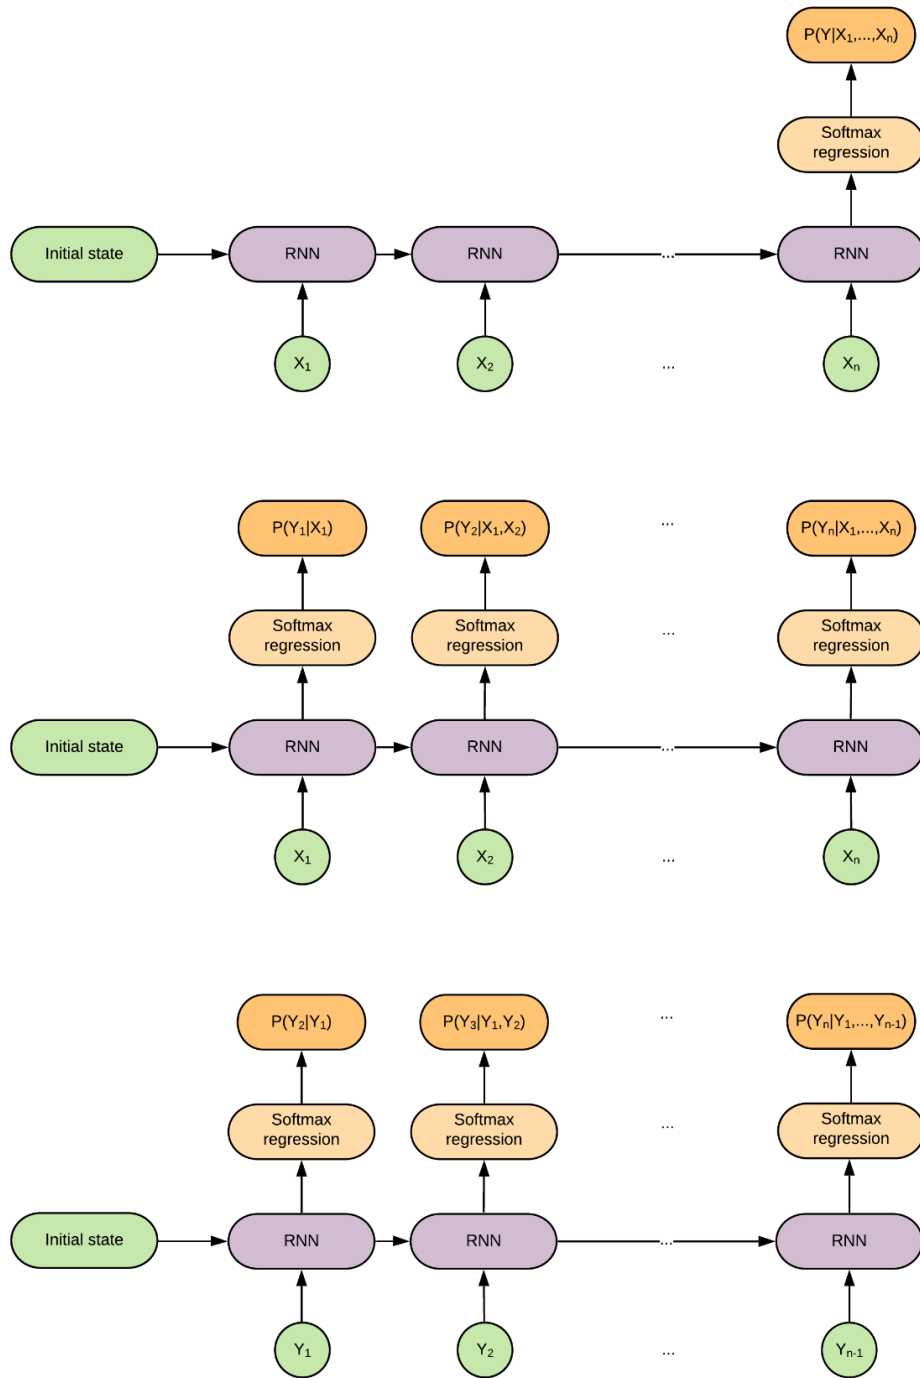 P(Y|X₁,...,Xₙ)
Softmax
regression
Initial state
RNN
RNN
...
RNN
X₁
X₂
...
Xₙ
P(Y₁|X₁)
P(Y₂|X₁,X₂)
...
P(Yₙ|X₁,...,Xₙ)
Softmax
regression
Softmax
regression
...
Softmax
regression
Initial state
RNN
RNN
...
RNN
X₁
X₂
...
Xₙ
P(Y₂|Y₁)
P(Y₃|Y₁,Y₂)
...
P(Yₙ|Y₁,...,Yₙ₋₁)
Softmax
regression
Softmax
regression
...
Softmax
regression
Initial state
RNN
RNN
...
RNN
Y₁
Y₂
...
Yₙ₋₁